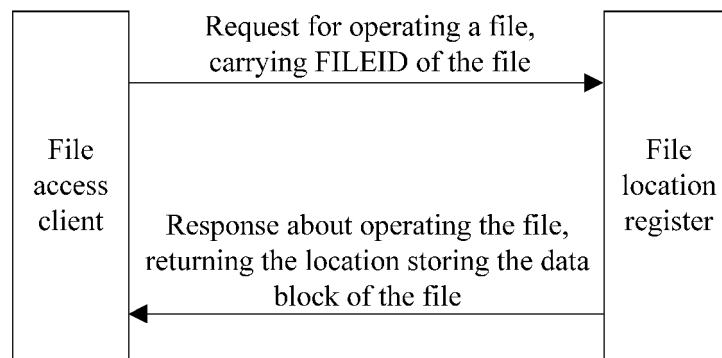 Request for operating a file,
carrying FILEID of the file
File
access
client
File
location
register
Response about operating the file,
returning the location storing the data
block of the file